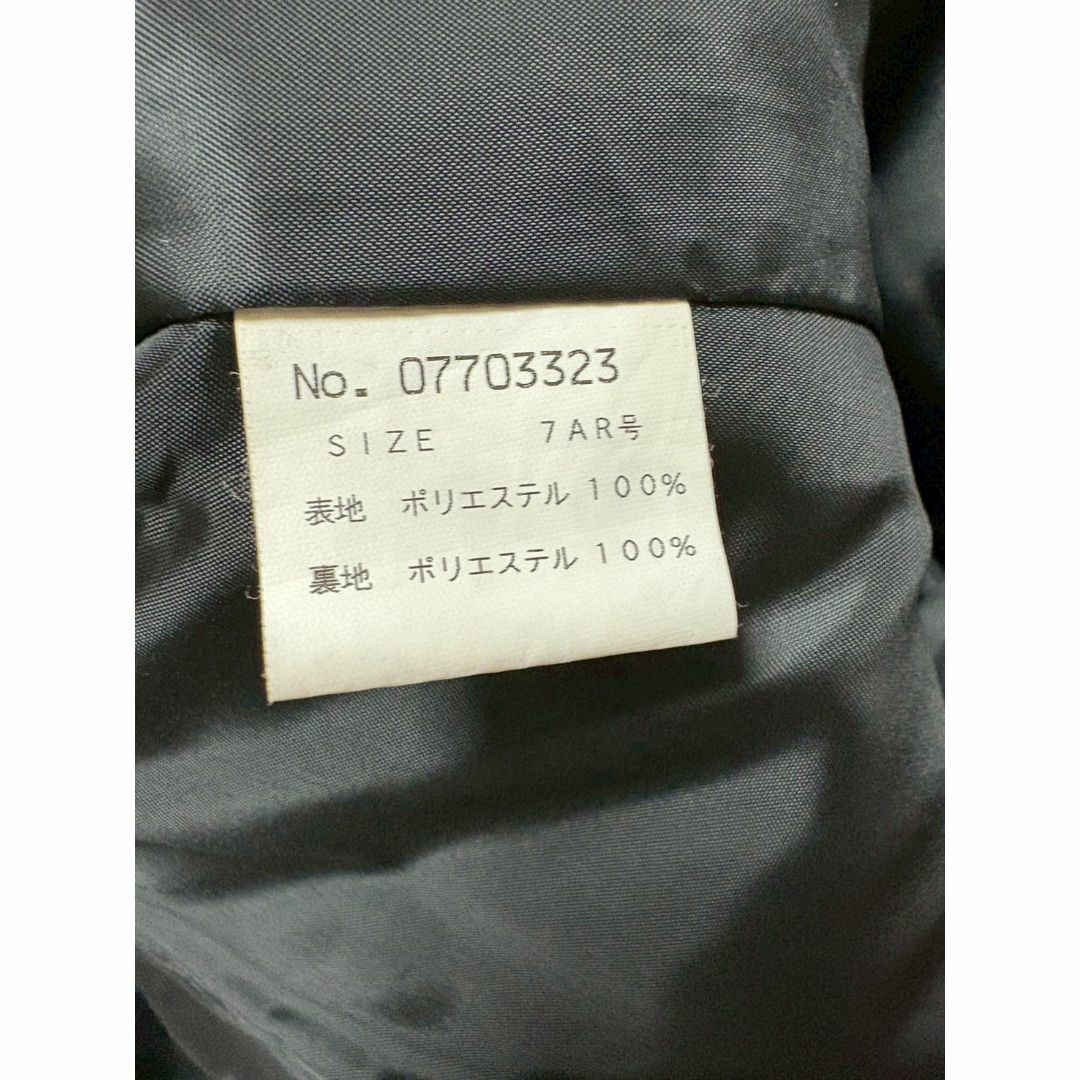 No. 07703323
SIZE 7AR号
表地 ポリエステル 100%
裏地 ポリエステル 100%